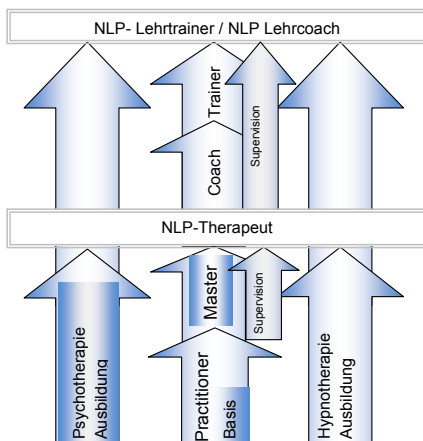 NLP- Lehrtrainer / NLP Lehrcoach
Trainer
Supervision
Coach
NLP-Therapeut
Master
Supervision
Psychotherapie
Ausbildung
Practitioner
Basis
Hypnotherapie
Ausbildung